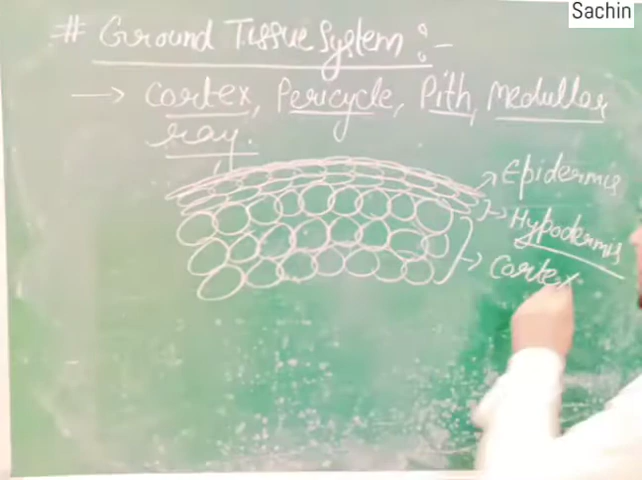 Sachin
# Ground Tissue System :-
→ Cortex, Pericycle, Pith, Medullar
ray.
Epidermis
Hypodermis
Cortex